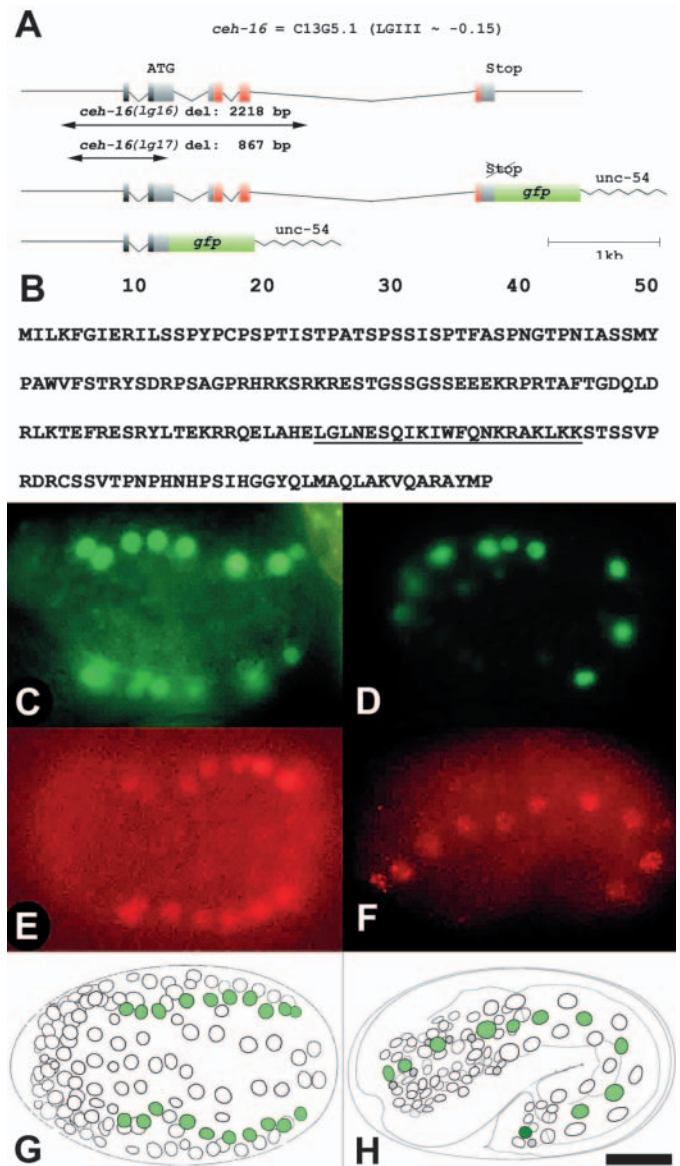 A
ceh-16 = C13G5.1 (LGIII ~ -0.15)
ATG
Stop
ceh-16(lg16) del: 2218 bp
ceh-16(lg17) del: 867 bp
Stop
gfp
unc-54
gfp
unc-54
1kb
B
10 20 30 40 50
MILKFGIERILSSPYPCPSPTISTPATSPSSISPTFASPNGTPNIASSMY
PAWVFSTRYSDRPSAGPRHRKSRKRESTGSSGSSEEEKRPRTAFTGDQLD
RLKTEFRESRYLTEKRRQELAHELGLNESQIKIWFQNKRAKLKKSTSSVP
RDRCSSVTPNPHNHPSIHGGYQLMAQLAKVQARAYMP
C
D
E
F
G
H